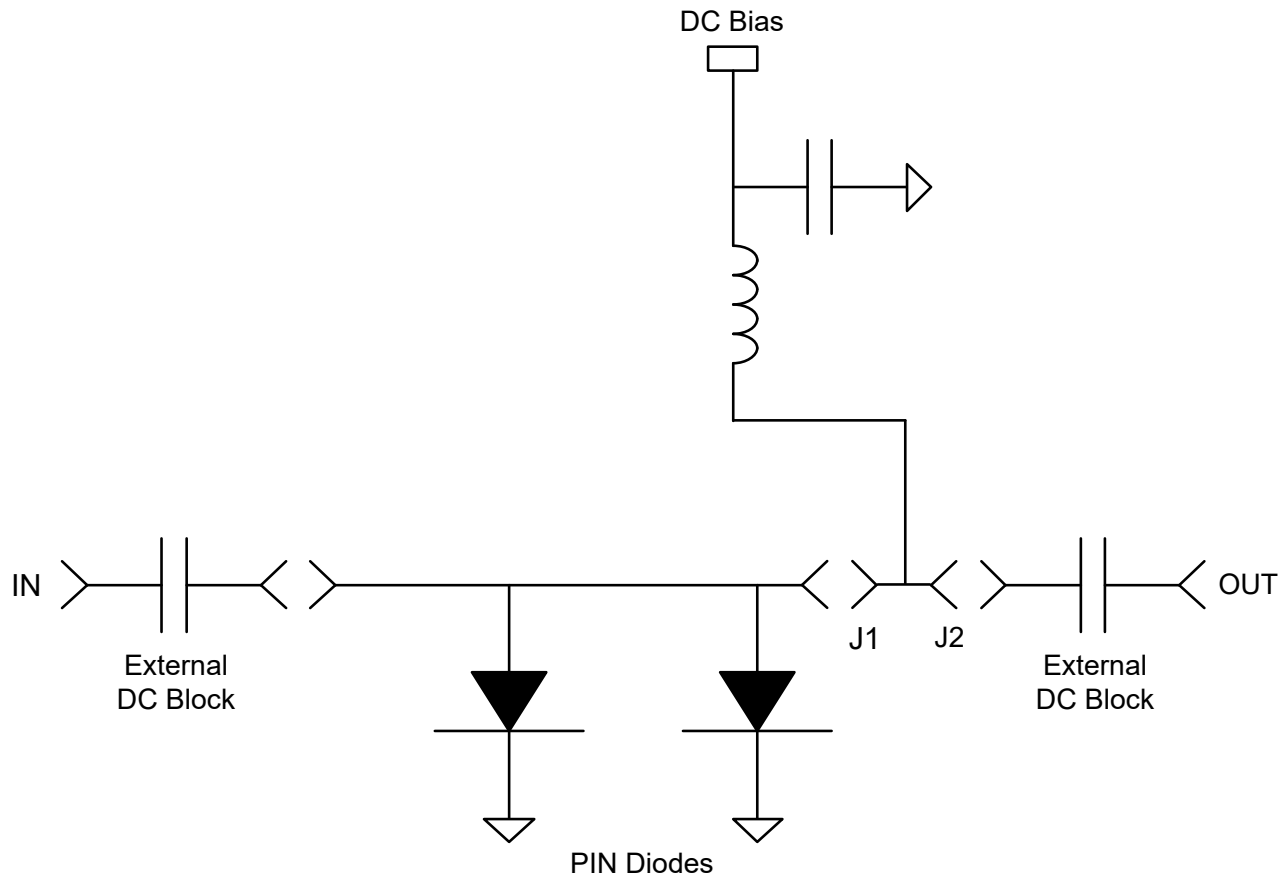 DC Bias
IN
OUT
J1
J2
External
DC Block
External
DC Block
PIN Diodes